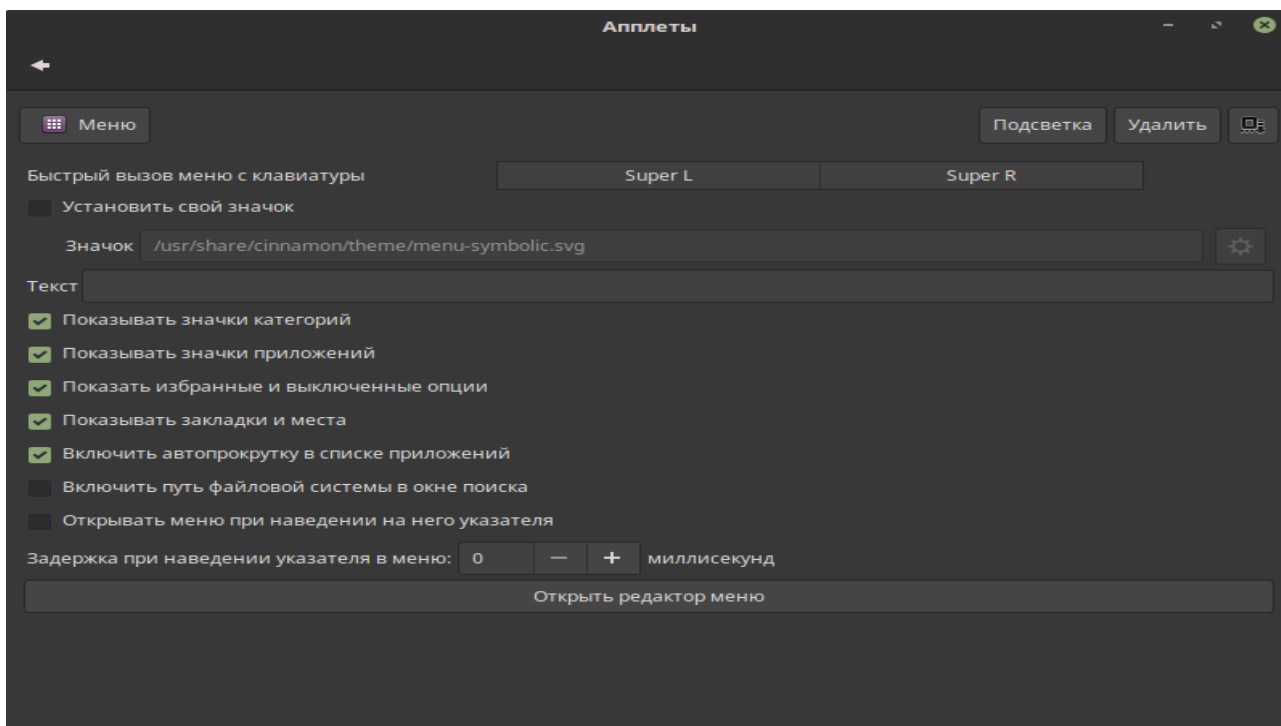 Апплеты
Меню Подсветка Удалить
Быстрый вызов меню с клавиатуры Super L Super R
Установить свой значок
Значок /usr/share/cinnamon/theme/menu-symbolic.svg
Текст
Показывать значки категорий
Показывать значки приложений
Показать избранные и выключенные опции
Показывать закладки и места
Включить автопрокрутку в списке приложений
Включить путь файловой системы в окне поиска
Открывать меню при наведении на него указателя
Задержка при наведении указателя в меню: 0 — + миллисекунд
Открыть редактор меню